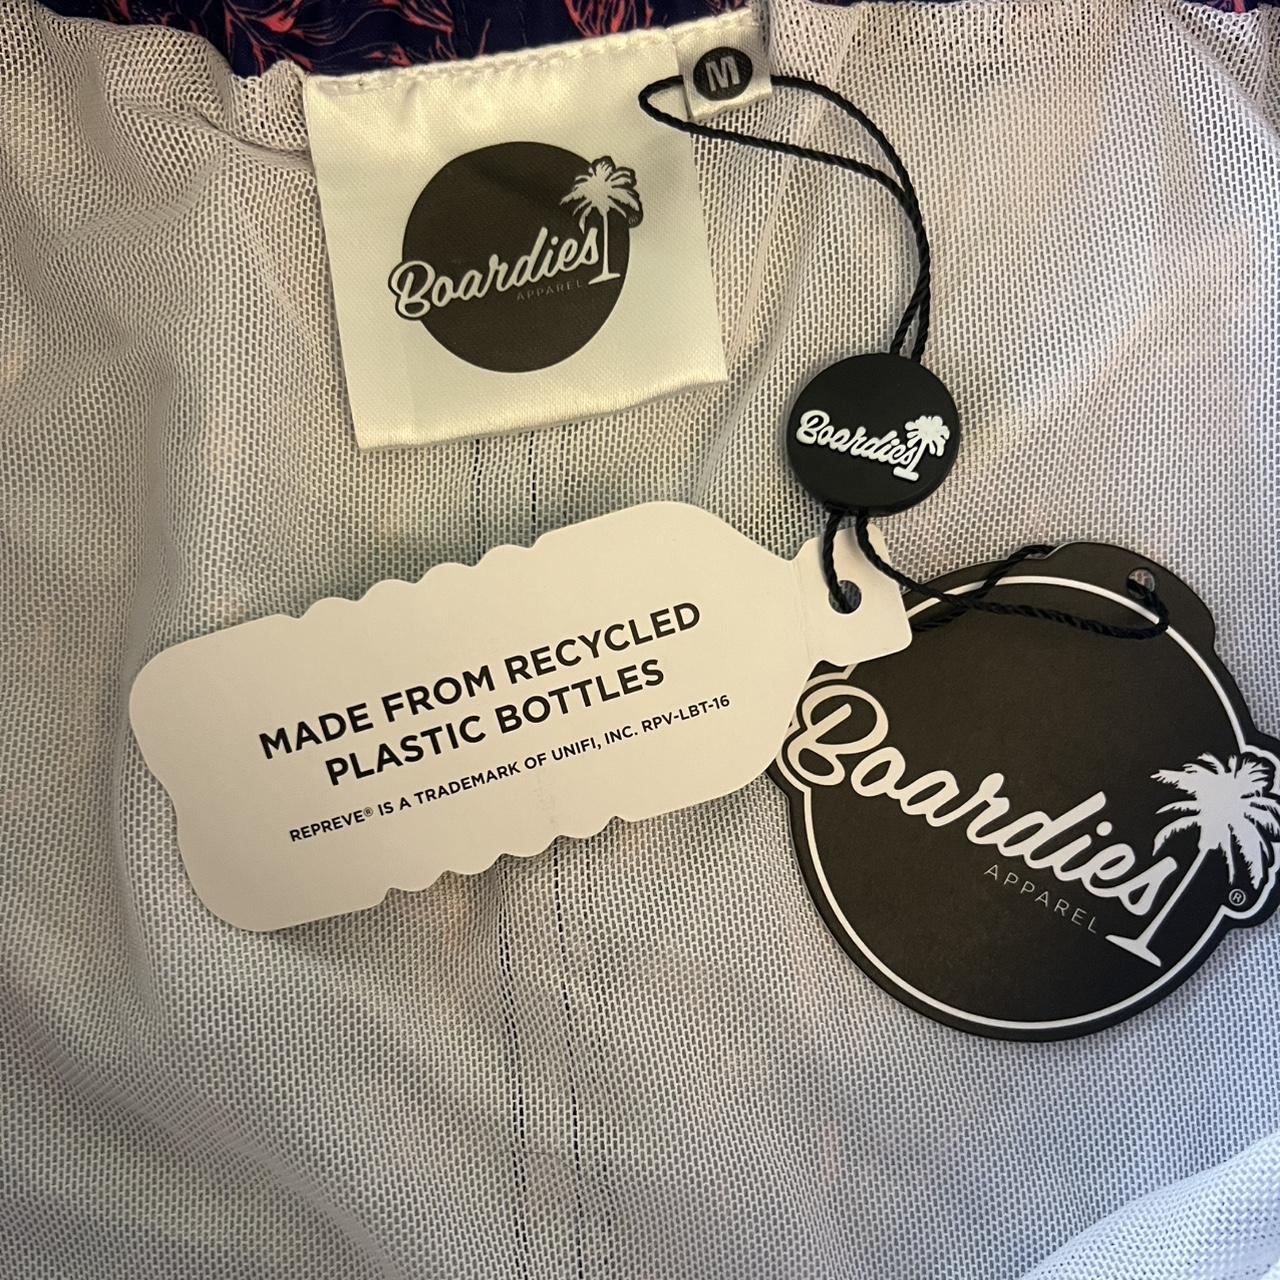 M
Boardies
®
APPAREL
Boardies
MADE FROM RECYCLED
PLASTIC BOTTLES
REPREVE® IS A TRADEMARK OF UNIFI, INC. RPV-LBT-16
Boardies
®
APPAREL